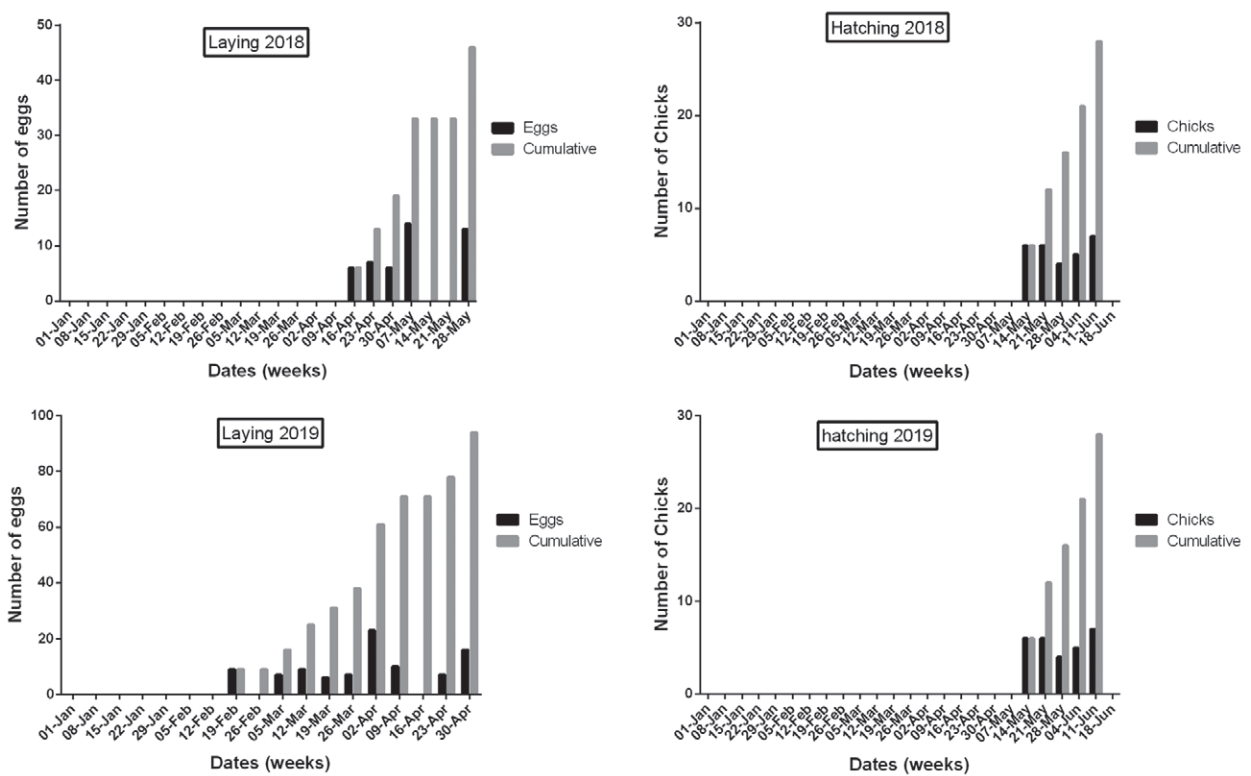 Laying 2018
Number of eggs
50
40
30
20
10
0
01-Jan
08-Jan
15-Jan
22-Jan
29-Jan
05-Feb
12-Feb
19-Feb
26-Feb
05-Mar
12-Mar
19-Mar
26-Mar
02-Apr
09-Apr
16-Apr
23-Apr
30-Apr
07-May
14-May
21-May
28-May
Dates (weeks)
Eggs
Cumulative
Hatching 2018
Number of Chicks
30
20
10
0
01-Jan
08-Jan
15-Jan
22-Jan
29-Jan
05-Feb
12-Feb
19-Feb
26-Feb
05-Mar
12-Mar
19-Mar
26-Mar
02-Apr
09-Apr
16-Apr
23-Apr
30-Apr
07-May
14-May
21-May
28-May
04-Jun
11-Jun
18-Jun
Dates (weeks)
Chicks
Cumulative
Laying 2019
Number of eggs
100
80
60
40
20
0
01-Jan
08-Jan
15-Jan
22-Jan
29-Jan
05-Feb
12-Feb
19-Feb
26-Feb
05-Mar
12-Mar
19-Mar
26-Mar
02-Apr
09-Apr
16-Apr
23-Apr
30-Apr
Dates (weeks)
Eggs
Cumulative
hatching 2019
Number of Chicks
30
20
10
0
01-Jan
08-Jan
15-Jan
22-Jan
29-Jan
05-Feb
12-Feb
19-Feb
26-Feb
05-Mar
12-Mar
19-Mar
26-Mar
02-Apr
09-Apr
16-Apr
23-Apr
30-Apr
07-May
14-May
21-May
28-May
04-Jun
11-Jun
18-Jun
Dates (weeks)
Chicks
Cumulative